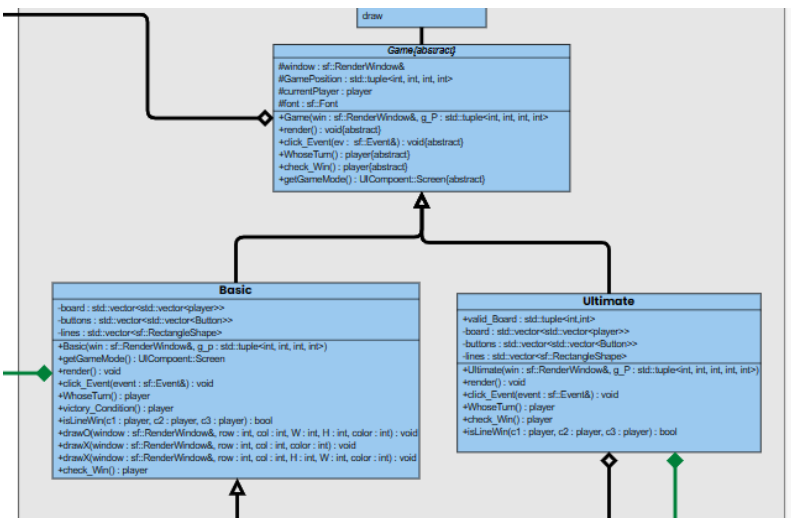 draw
Game{abstract}
#window : sf::RenderWindow&
#GamePosition : std::tuple<int, int, int, int>
#currentPlayer : player
#font : sf::Font
+Game(win : sf::RenderWindow&, g_P : std::tuple<int, int, int, int>
+render() : void{abstract}
+click_Event(ev : sf::Event&) : void{abstract}
+WhoseTurn() : player{abstract}
+check_Win() : player{abstract}
+getGameMode() : UICompoent::Screen{abstract}
Basic
-board : std::vector<std::vector<player>>
-buttons : std::vector<std::vector<Button>>
-lines : std::vector<sf::RectangleShape>
+Basic(win : sf::RenderWindow&, g_p : std::tuple<int, int, int, int>)
+getGameMode() : UICompoent::Screen
+render() : void
+click_Event(event : sf::Event&) : void
+WhoseTurn() : player
+victory_Condition() : player
+isLineWin(c1 : player, c2 : player, c3 : player) : bool
+drawO(window : sf::RenderWindow&, row : int, col : int, W : int, H : int, color : int) : void
+drawX(window : sf::RenderWindow&, row : int, col : int, color : int) : void
+drawX(window : sf::RenderWindow&, row : int, col : int, H : int, W : int, color : int) : void
+check_Win() : player
Ultimate
+valid_Board : std::tuple<int,int>
-board : std::vector<std::vector<player>>
-buttons : std::vector<std::vector<Button>>
-lines : std::vector<sf::RectangleShape>
+Ultimate(win : sf::RenderWindow&, g_P : std::tuple<int, int, int, int, int>)
+render() : void
+click_Event(event : sf::Event&) : void
+WhoseTurn() : player
+check_Win() : player
+isLineWin(c1 : player, c2 : player, c3 : player) : bool